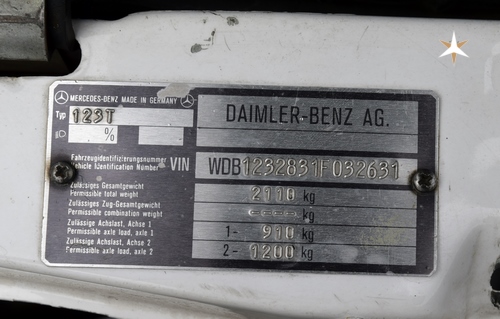 MERCEDES-BENZ MADE IN GERMANY
Typ 123T
%
DAIMLER-BENZ AG.
Fahrzeugidentifizierungsnummer
Vehicle Identification Number VIN WDB1232831F032631
Zulässiges Gesamtgewicht
Permissible total weight 2110 kg
Zulässiges Zug-Gesamtgewicht
Permissible combination weight ---- kg
Zulässige Achslast, Achse 1
Permissible axle load, axle 1 1- 910 kg
Zulässige Achslast, Achse 2
Permissible axle load, axle 2 2- 1200 kg